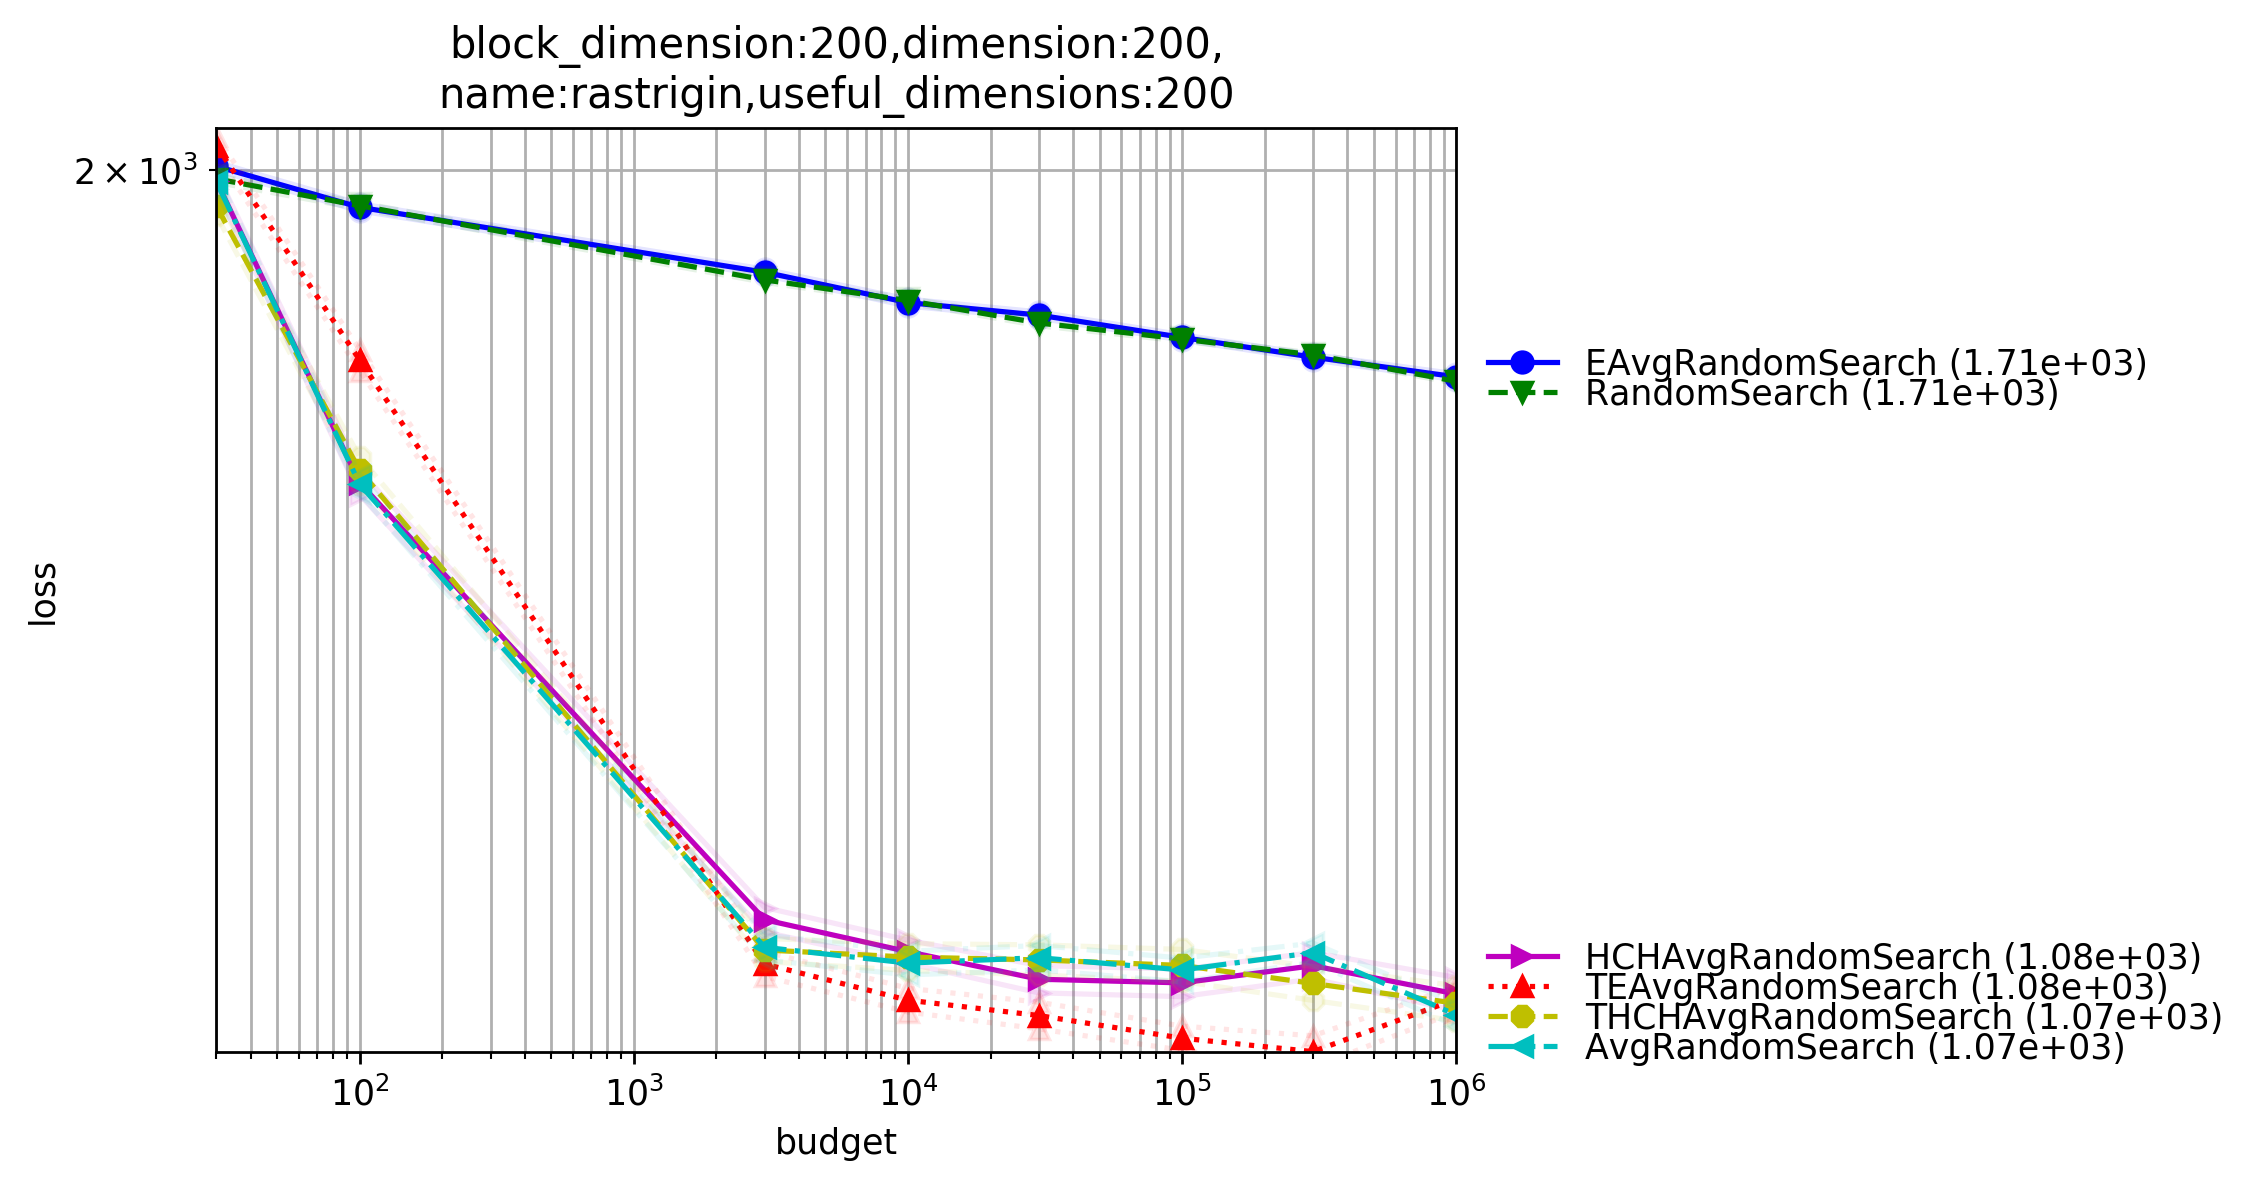 block_dimension:200,dimension:200,
name:rastrigin,useful_dimensions:200
2 × 10³
loss
10²
10³
10⁴
10⁵
10⁶
budget
EAvgRandomSearch (1.71e+03)
RandomSearch (1.71e+03)
HCHAvgRandomSearch (1.08e+03)
TEAvgRandomSearch (1.08e+03)
THCHAvgRandomSearch (1.07e+03)
AvgRandomSearch (1.07e+03)